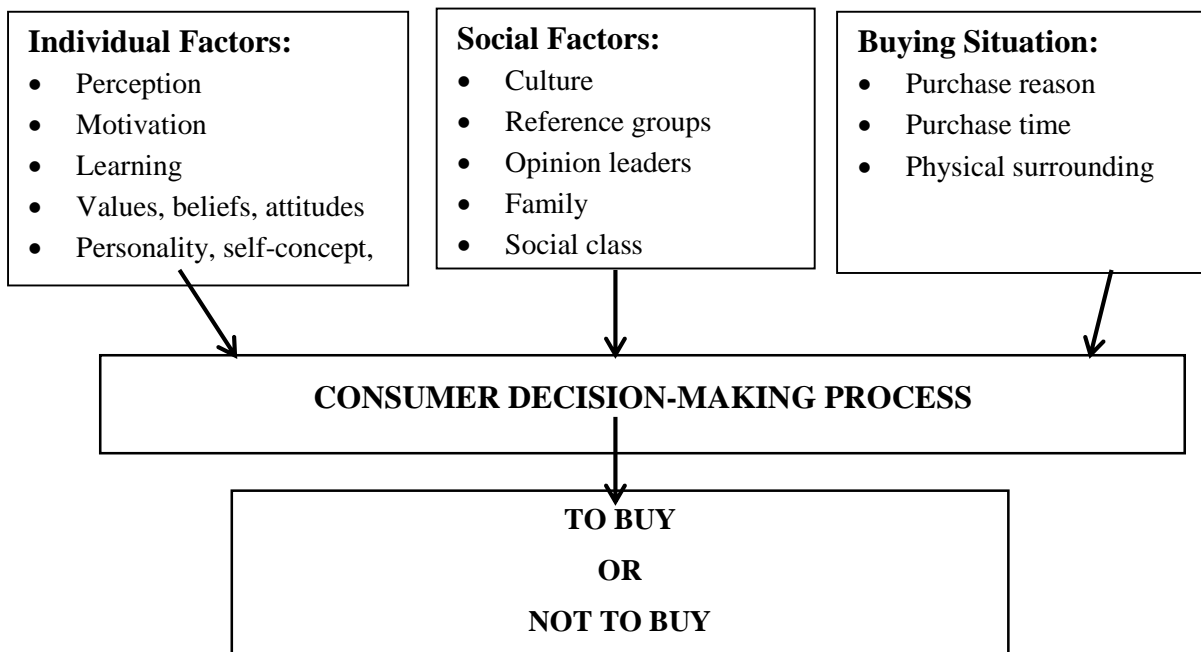 Individual Factors:
• Perception
• Motivation
• Learning
• Values, beliefs, attitudes
• Personality, self-concept,
Social Factors:
• Culture
• Reference groups
• Opinion leaders
• Family
• Social class
Buying Situation:
• Purchase reason
• Purchase time
• Physical surrounding
CONSUMER DECISION-MAKING PROCESS
TO BUY
OR
NOT TO BUY